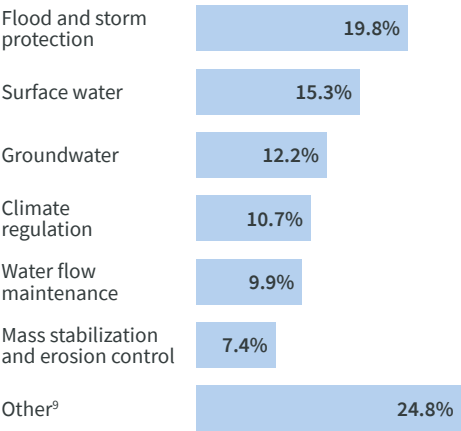 Flood and storm
protection
19.8%
Surface water
15.3%
Groundwater
12.2%
Climate
regulation
10.7%
Water flow
maintenance
9.9%
Mass stabilization
and erosion control
7.4%
Other⁹
24.8%